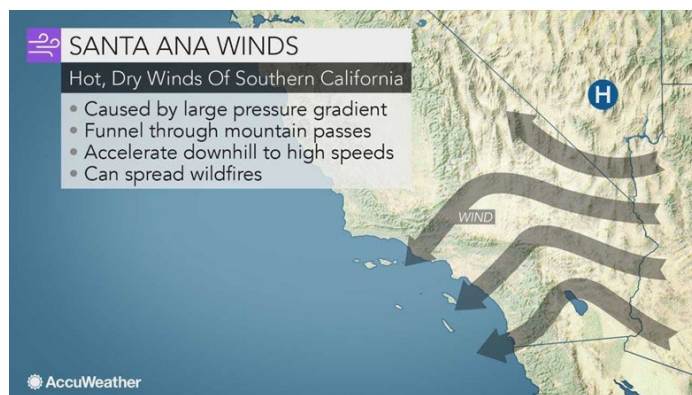 SANTA ANA WINDS
Hot, Dry Winds Of Southern California
• Caused by large pressure gradient
• Funnel through mountain passes
• Accelerate downhill to high speeds
• Can spread wildfires
H
WIND
AccuWeather